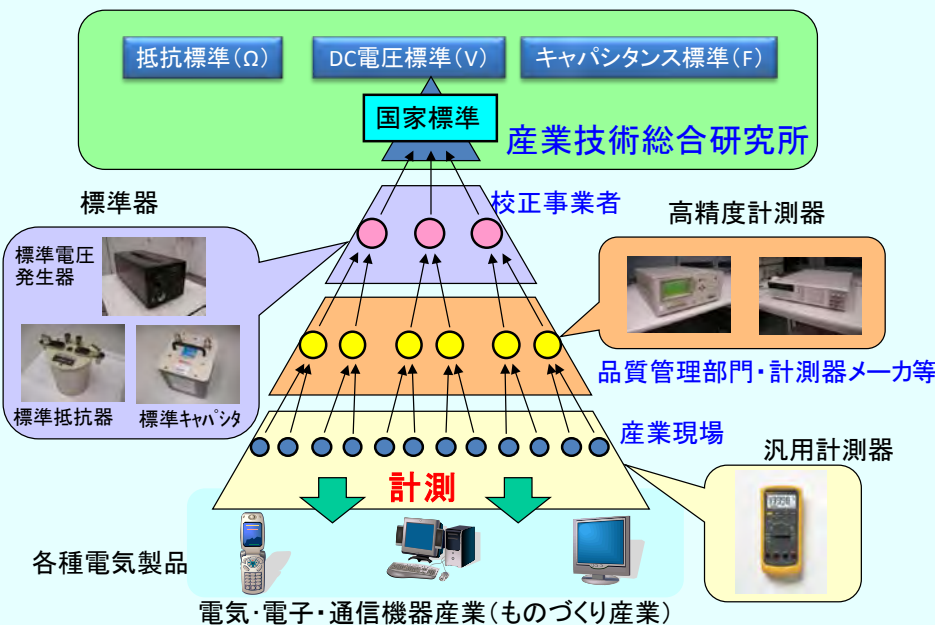 抵抗標準(Ω)
DC電圧標準(V)
キャパシタンス標準(F)
国家標準
産業技術総合研究所
標準器
校正事業者
高精度計測器
標準電圧
発生器
標準抵抗器
標準キャパシタ
品質管理部門・計測器メーカ等
産業現場
汎用計測器
計測
各種電気製品
電気・電子・通信機器産業(ものづくり産業)